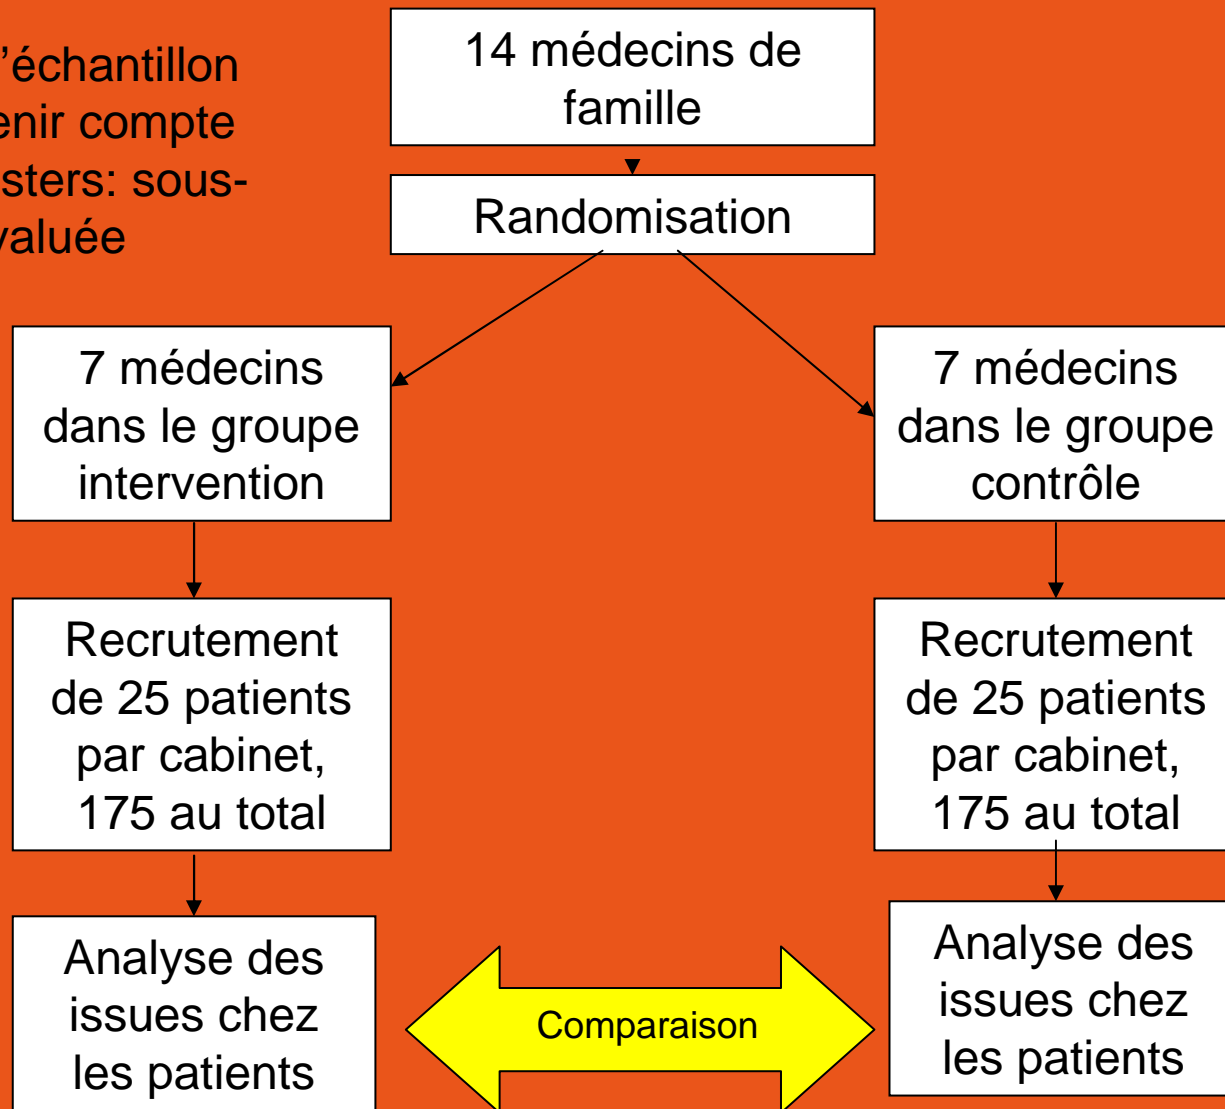 'échantillon
enir compte
sters: sous-
valuée
14 médecins de
famille
Randomisation
7 médecins
dans le groupe
intervention
7 médecins
dans le groupe
contrôle
Recrutement
de 25 patients
par cabinet,
175 au total
Recrutement
de 25 patients
par cabinet,
175 au total
Analyse des
issues chez
les patients
Comparaison
Analyse des
issues chez
les patients